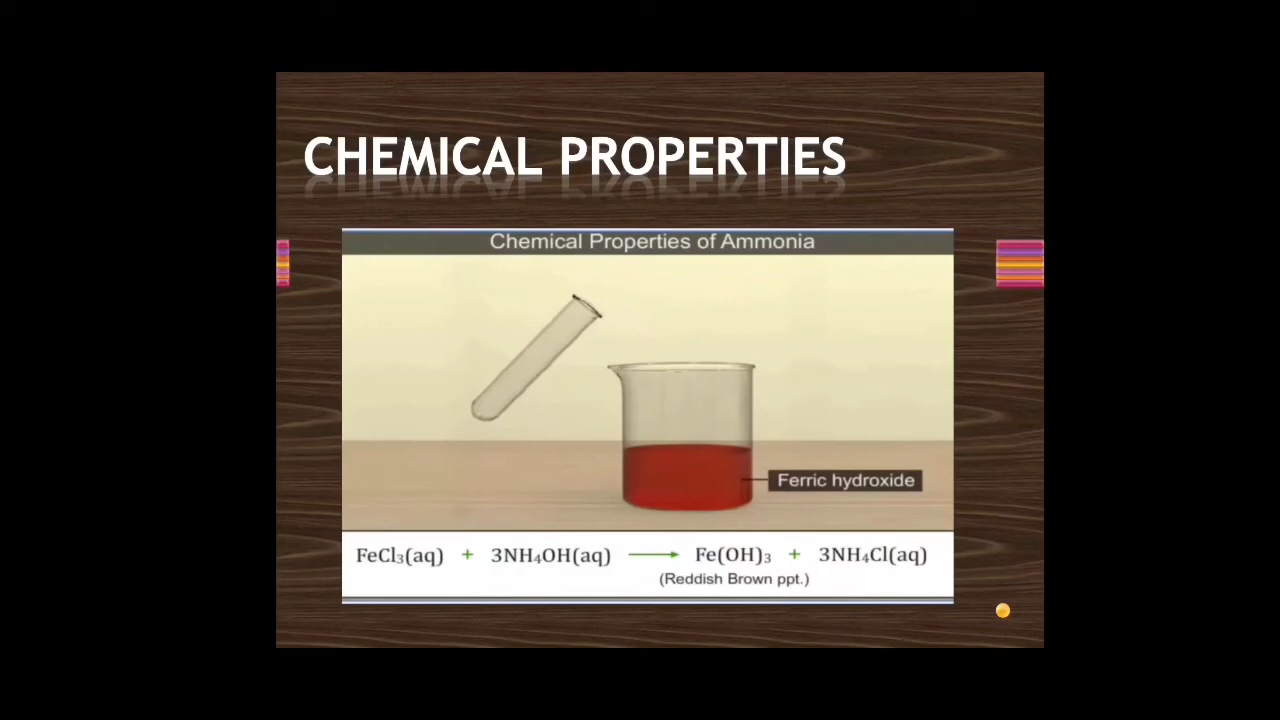 CHEMICAL PROPERTIES
Chemical Properties of Ammonia
Ferric hydroxide
FeCl₃(aq) + 3NH₄OH(aq) ⟶ Fe(OH)₃ + 3NH₄Cl(aq)
(Reddish Brown ppt.)